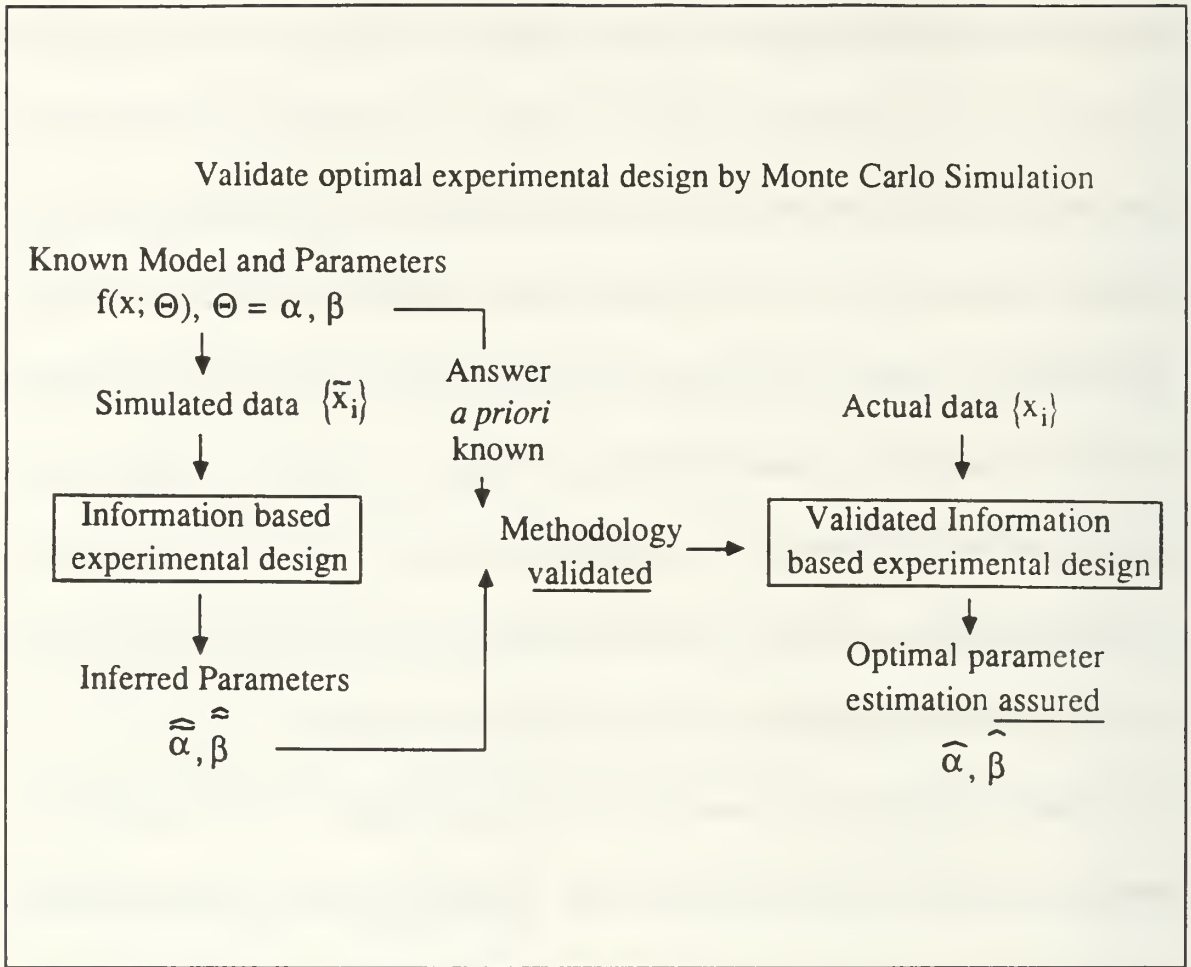 Validate optimal experimental design by Monte Carlo Simulation
Known Model and Parameters
f(x; Θ), Θ = α, β
Simulated data {x̃ᵢ}
Information based
experimental design
Inferred Parameters
α̃̂, β̃̂
Answer
a priori
known
Methodology
validated
Actual data {xᵢ}
Validated Information
based experimental design
Optimal parameter
estimation assured
α̂, β̂